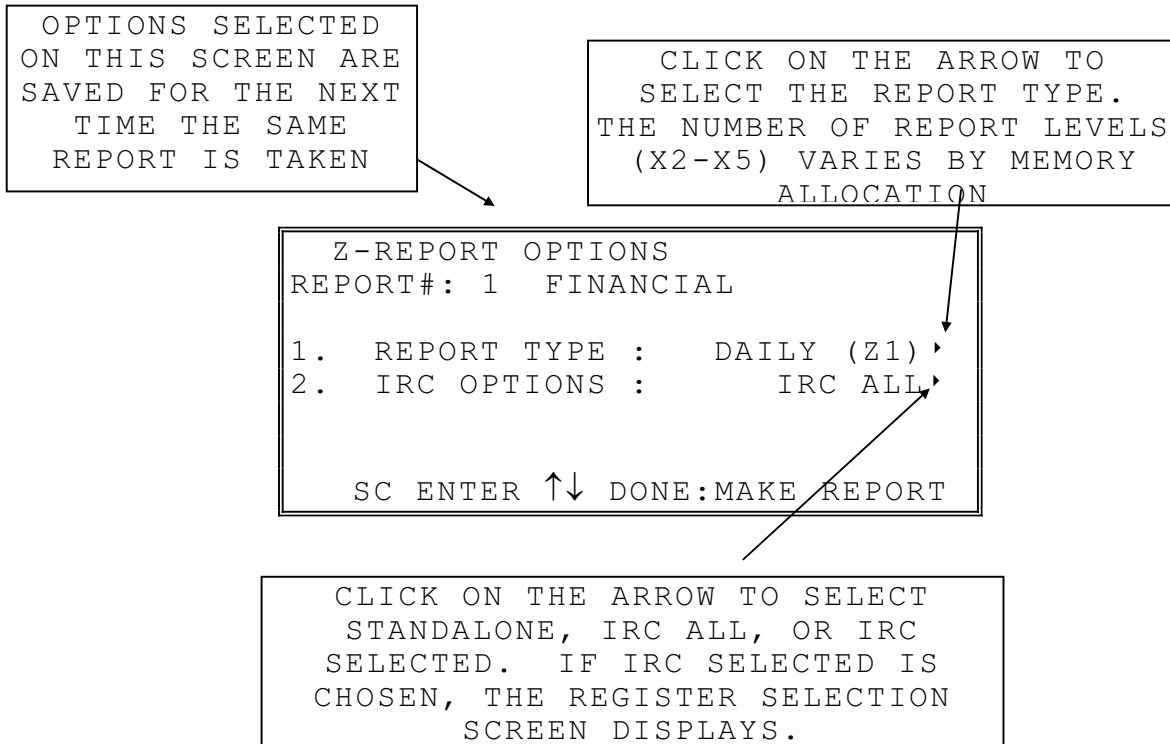 OPTIONS SELECTED
ON THIS SCREEN ARE
SAVED FOR THE NEXT
TIME THE SAME
REPORT IS TAKEN
CLICK ON THE ARROW TO
SELECT THE REPORT TYPE.
THE NUMBER OF REPORT LEVELS
(X2-X5) VARIES BY MEMORY
ALLOCATION
Z-REPORT OPTIONS
REPORT#: 1 FINANCIAL
1. REPORT TYPE : DAILY (Z1)
2. IRC OPTIONS : IRC ALL
SC ENTER ↑↓ DONE:MAKE REPORT
CLICK ON THE ARROW TO SELECT
STANDALONE, IRC ALL, OR IRC
SELECTED. IF IRC SELECTED IS
CHOSEN, THE REGISTER SELECTION
SCREEN DISPLAYS.